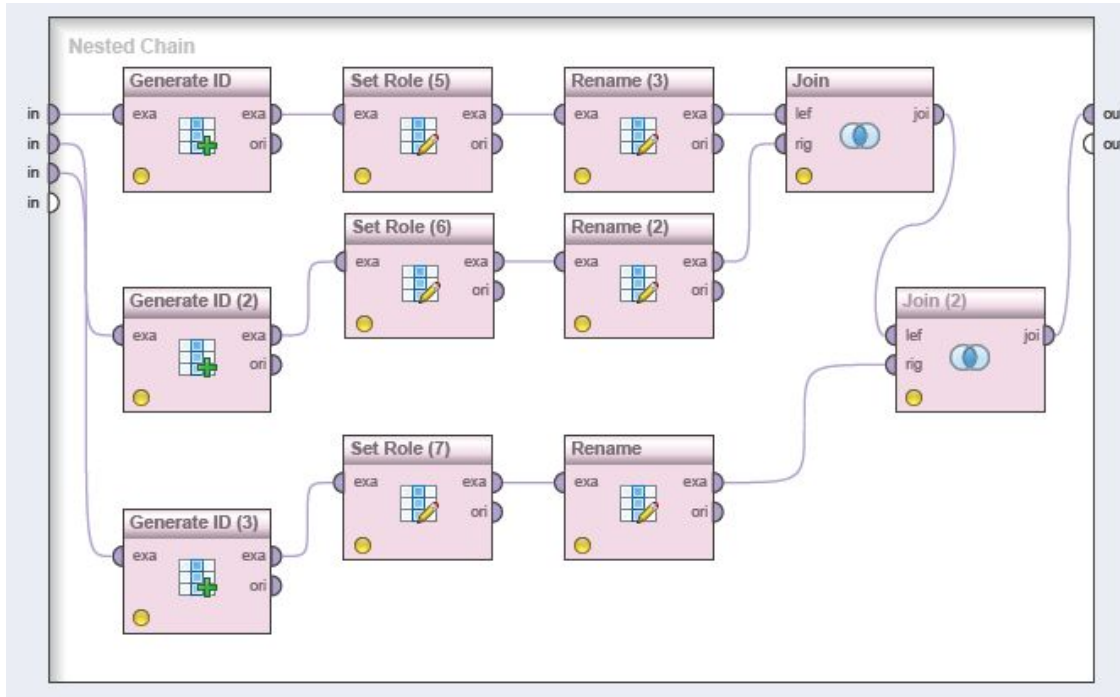 Nested Chain
Generate ID
Set Role (5)
Rename (3)
Join
in
exa
exa
exa
exa
exa
exa
lef
joi
ou
in
ori
ori
ori
rig
ou
in
in
Set Role (6)
Rename (2)
exa
exa
exa
exa
ori
ori
Generate ID (2)
Join (2)
exa
exa
lef
joi
ori
rig
Set Role (7)
Rename
exa
exa
exa
exa
ori
ori
Generate ID (3)
exa
exa
ori